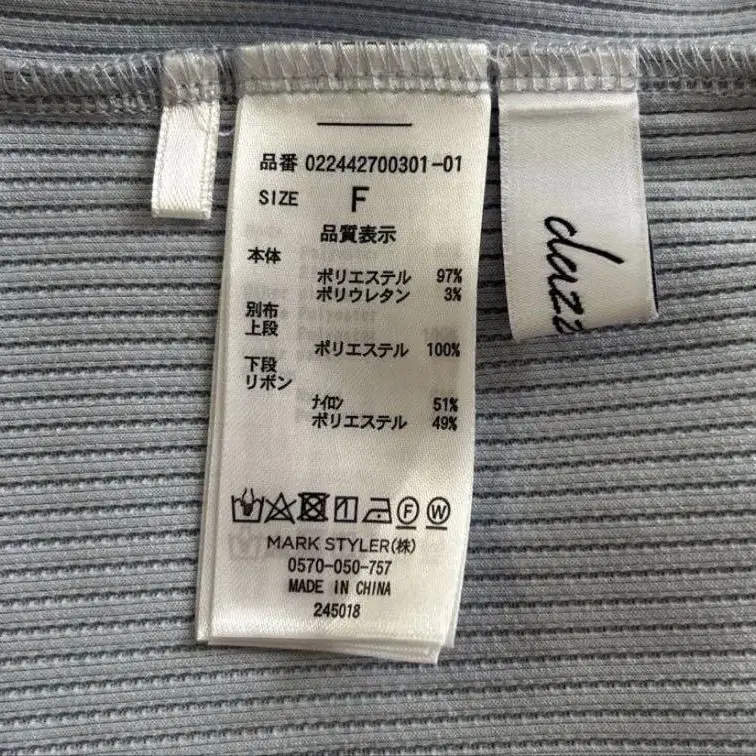 品番 022442700301-01
SIZE F
品質表示
本体
ポリエステル 97%
ポリウレタン 3%
別布
上段
ポリエステル 100%
下段
リボン
ナイロン 51%
ポリエステル 49%
F W
MARK STYLER(株)
0570-050-757
MADE IN CHINA
245018
dazz